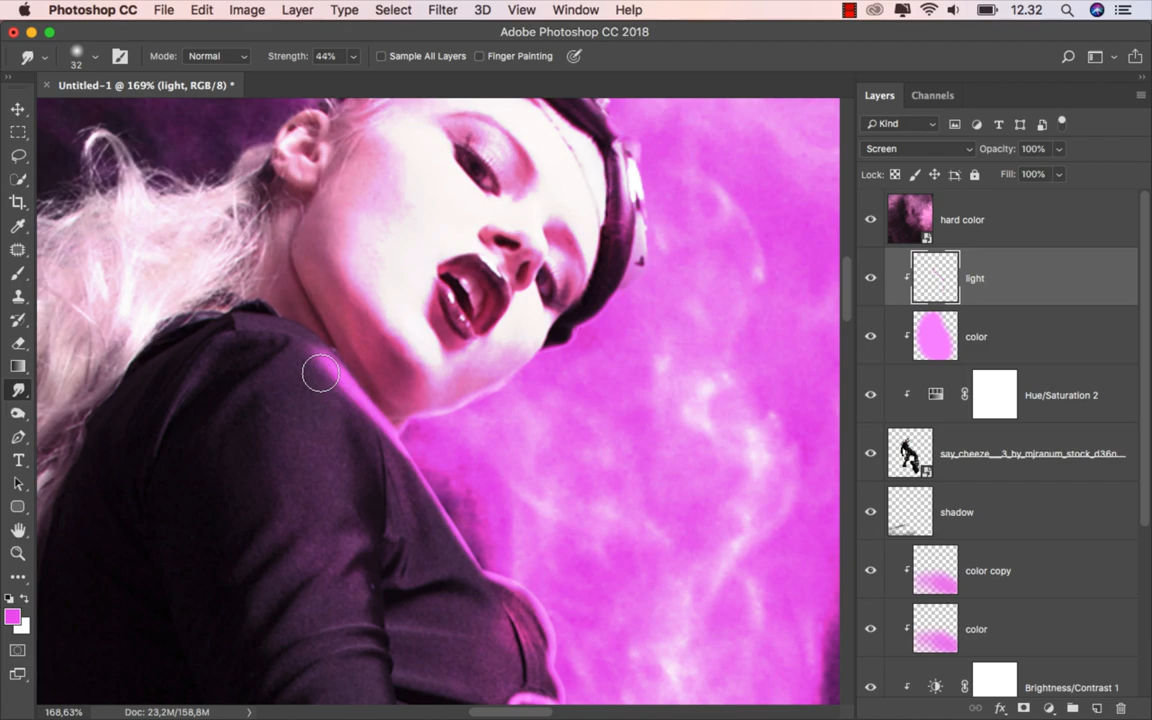 Photoshop CC File Edit Image Layer Type Select Filter 3D View Window Help 12.32
Adobe Photoshop CC 2018
32 Mode: Normal Strength: 44% Sample All Layers Finger Painting
Untitled-1 @ 169% (light, RGB/8) *
Layers Channels
Kind
Screen Opacity: 100%
Lock: Fill: 100%
hard color
light
color
Hue/Saturation 2
say_cheeze__3_by_mjranum_stock_d36n...
shadow
color copy
color
Brightness/Contrast 1
168,63% Doc: 23,2M/158,8M